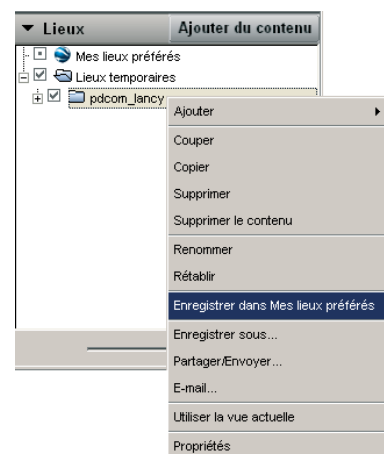 Lieux Ajouter du contenu
Mes lieux préférés
Lieux temporaires
pdcom_lancy
Ajouter
Couper
Copier
Supprimer
Supprimer le contenu
Renommer
Rétablir
Enregistrer dans Mes lieux préférés
Enregistrer sous...
Partager/Envoyer...
E-mail...
Utiliser la vue actuelle
Propriétés